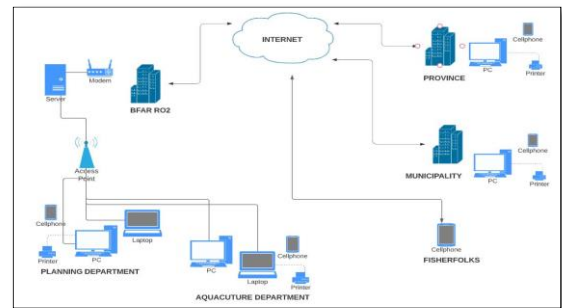 INTERNET
Cellphone
PROVINCE
PC
Printer
Server
Modem
BFAR RO2
Access
Point
Cellphone
MUNICIPALITY
PC
Printer
Cellphone
Laptop
Printer
PC
PLANNING DEPARTMENT
Cellphone
PC
Laptop
Printer
AQUACUTURE DEPARTMENT
Cellphone
FISHERFOLKS